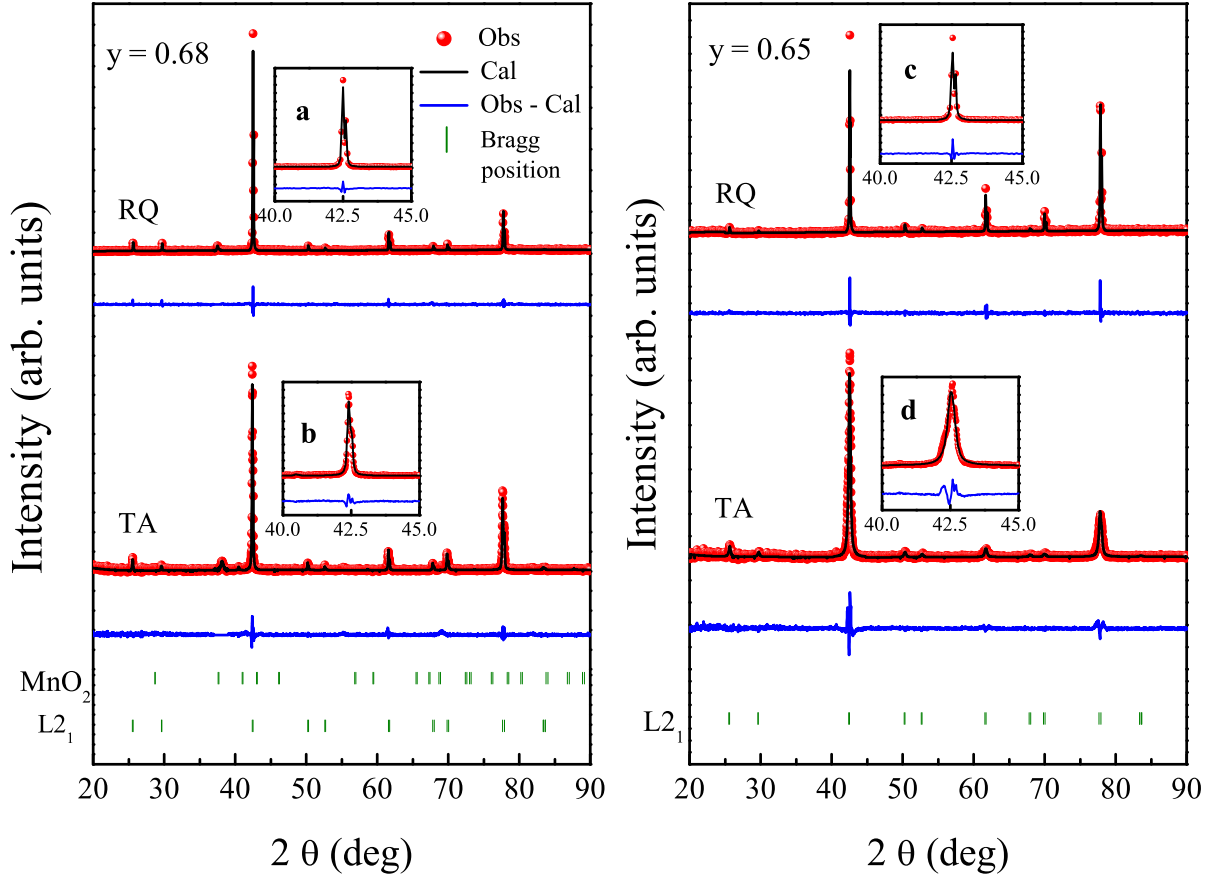 y = 0.68
Obs
Cal
Obs - Cal
Bragg
position
a
40.0 42.5 45.0
RQ
b
40.0 42.5 45.0
TA
MnO₂
L2₁
20 30 40 50 60 70 80 90
2 θ (deg)
Intensity (arb. units)
y = 0.65
c
40.0 42.5 45.0
RQ
d
40.0 42.5 45.0
TA
L2₁
20 30 40 50 60 70 80 90
2 θ (deg)
Intensity (arb. units)